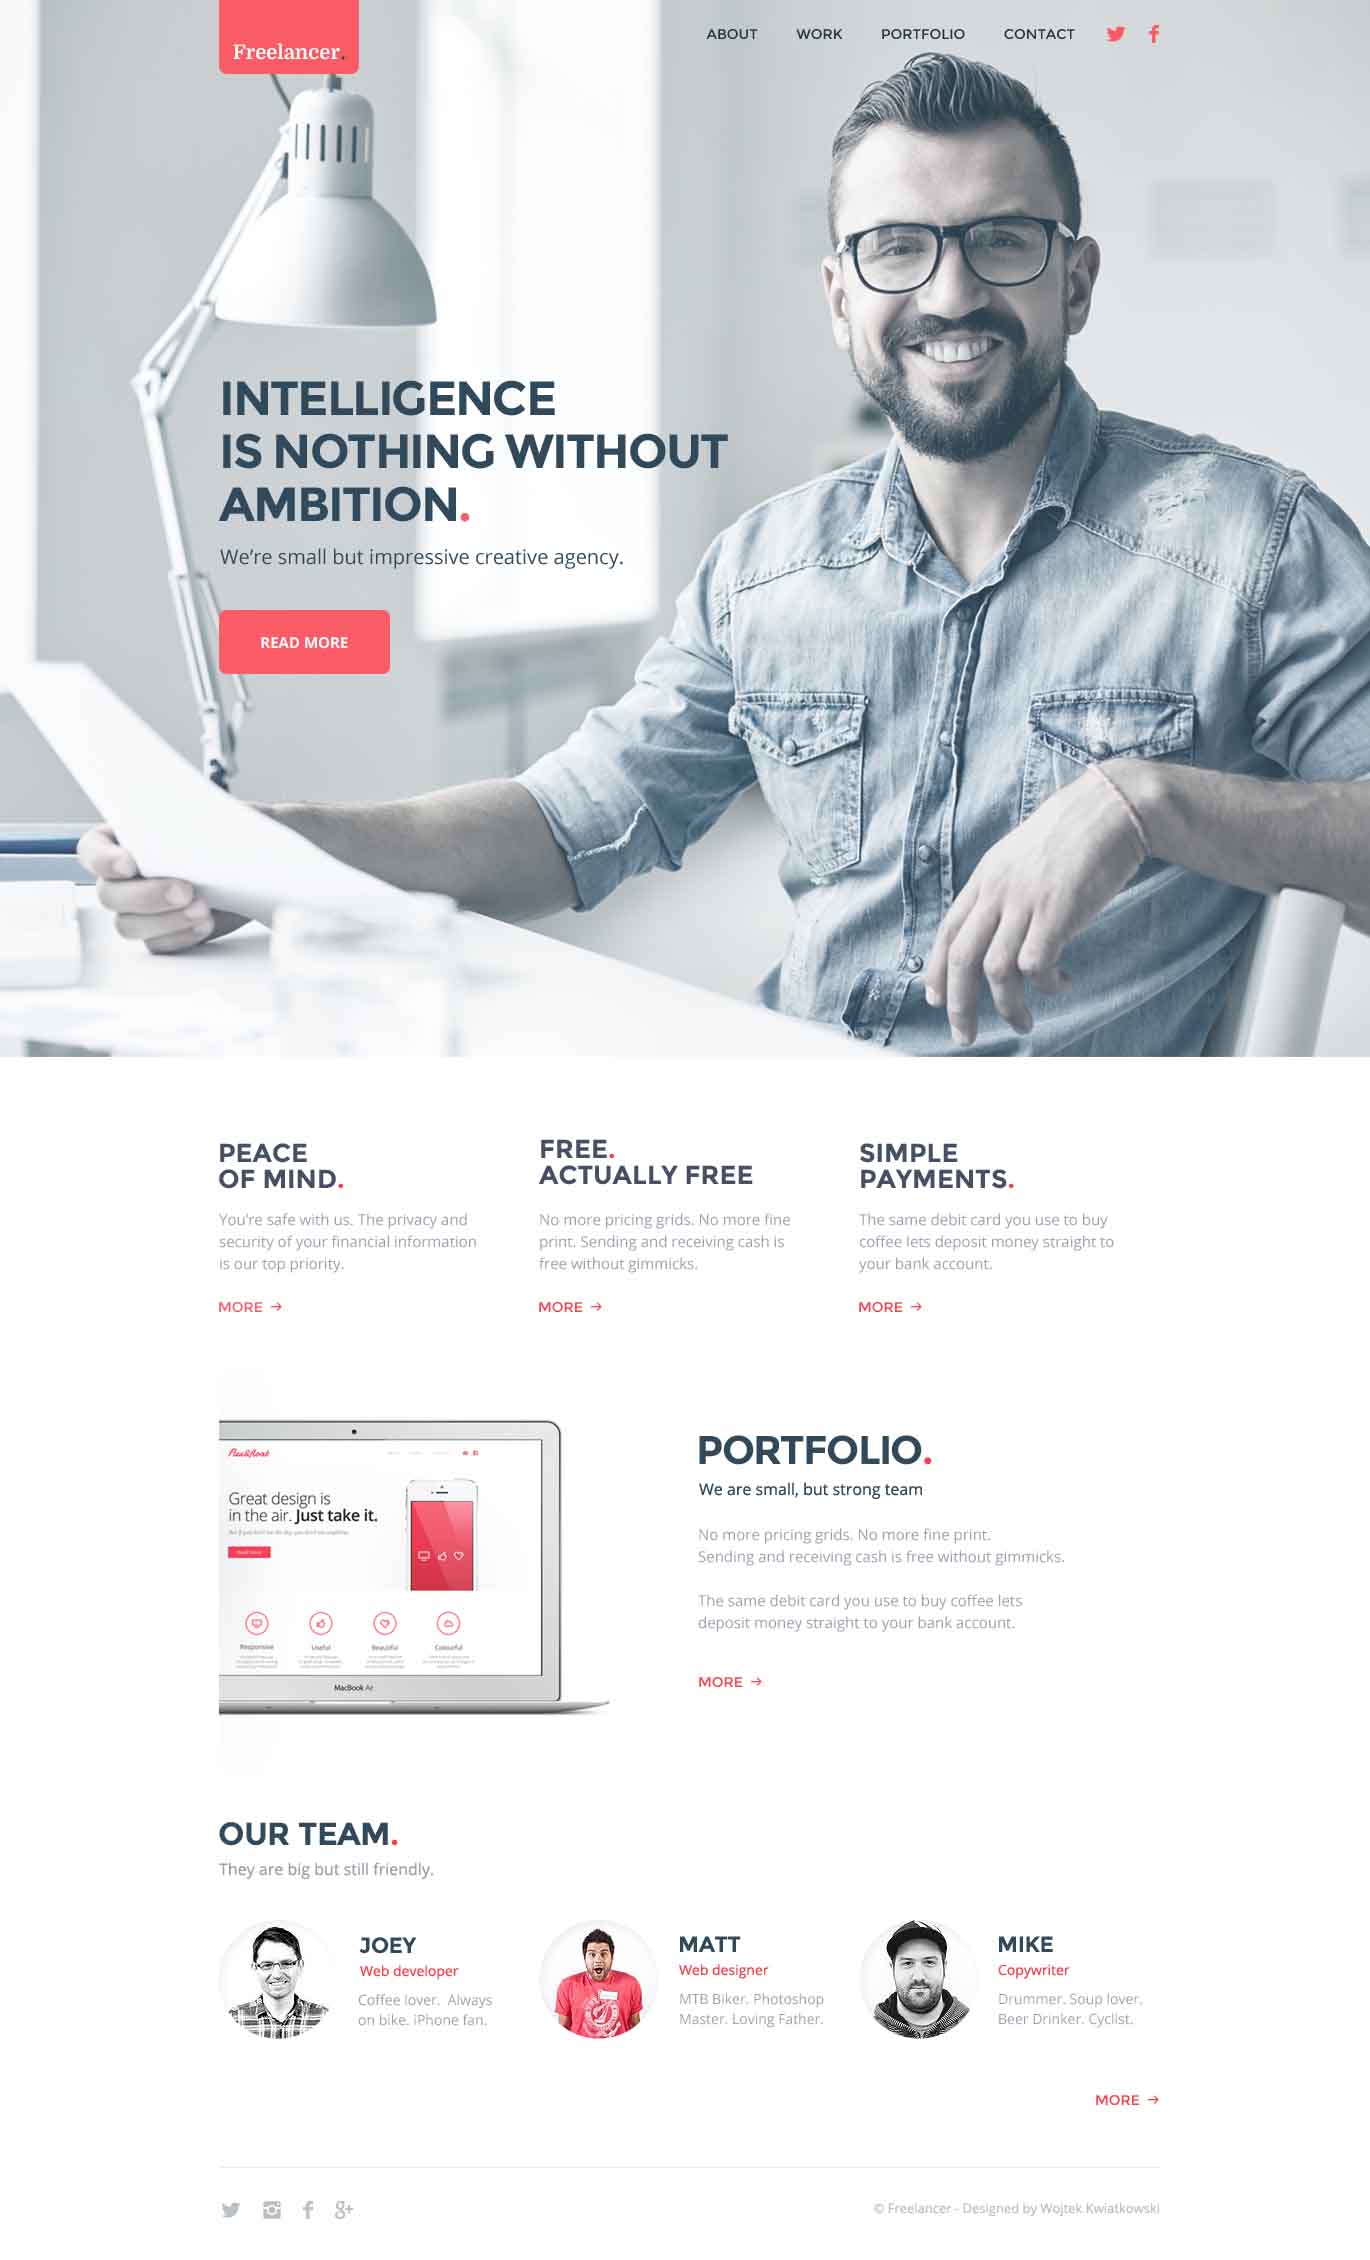 Freelancer.
ABOUT WORK PORTFOLIO CONTACT
INTELLIGENCE
IS NOTHING WITHOUT
AMBITION.
We're small but impressive creative agency.
READ MORE
PEACE
OF MIND.
You're safe with us. The privacy and
security of your financial information
is our top priority.
MORE →
FREE.
ACTUALLY FREE
No more pricing grids. No more fine
print. Sending and receiving cash is
free without gimmicks.
MORE →
SIMPLE
PAYMENTS.
The same debit card you use to buy
coffee lets deposit money straight to
your bank account.
MORE →
Great design is
in the air. Just take it.
Read more
Responsive
Useful
Beautiful
Colourful
MacBook Air
PORTFOLIO.
We are small, but strong team
No more pricing grids. No more fine print.
Sending and receiving cash is free without gimmicks.
The same debit card you use to buy coffee lets
deposit money straight to your bank account.
MORE →
OUR TEAM.
They are big but still friendly.
JOEY
Web developer
Coffee lover. Always
on bike. iPhone fan.
MATT
Web designer
MTB Biker. Photoshop
Master. Loving Father.
MIKE
Copywriter
Drummer. Soup lover.
Beer Drinker. Cyclist.
MORE →
© Freelancer - Designed by Wojtek Kwiatkowski